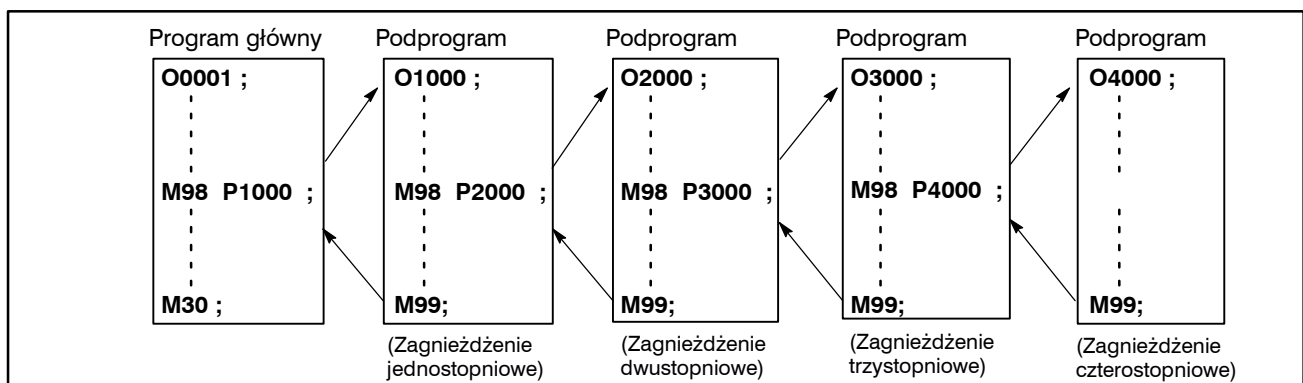 Program główny
O0001 ;
M98 P1000 ;
M30 ;
Podprogram
O1000 ;
M98 P2000 ;
M99;
(Zagnieżdżenie
jednostopniowe)
Podprogram
O2000 ;
M98 P3000 ;
M99;
(Zagnieżdżenie
dwustopniowe)
Podprogram
O3000 ;
M98 P4000 ;
M99;
(Zagnieżdżenie
trzystopniowe)
Podprogram
O4000 ;
M99;
(Zagnieżdżenie
czterostopniowe)